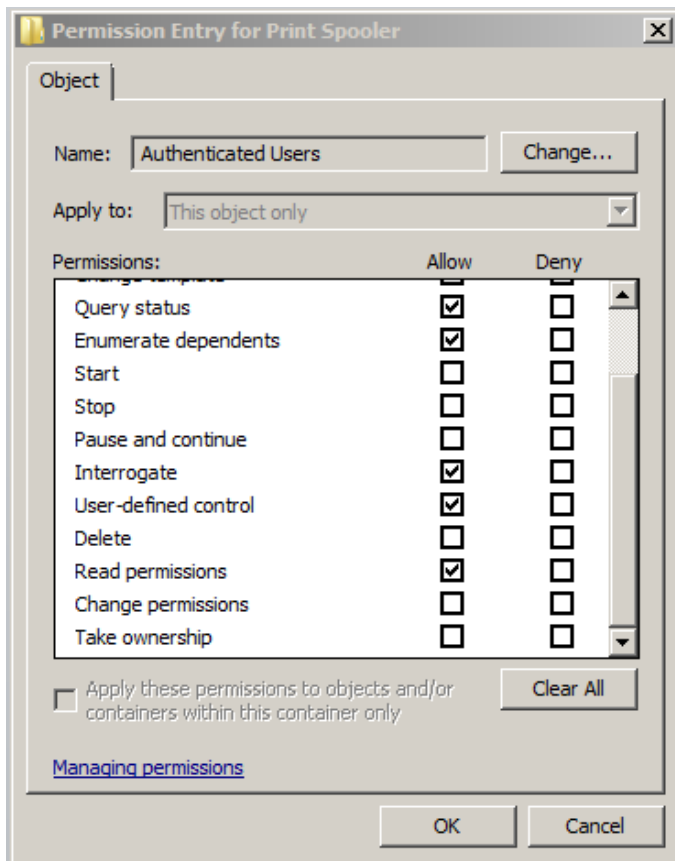 Permission Entry for Print Spooler
Object
Name: Authenticated Users Change...
Apply to: This object only
Permissions: Allow Deny
Query status
Enumerate dependents
Start
Stop
Pause and continue
Interrogate
User-defined control
Delete
Read permissions
Change permissions
Take ownership
Apply these permissions to objects and/or
containers within this container only
Clear All
Managing permissions
OK Cancel